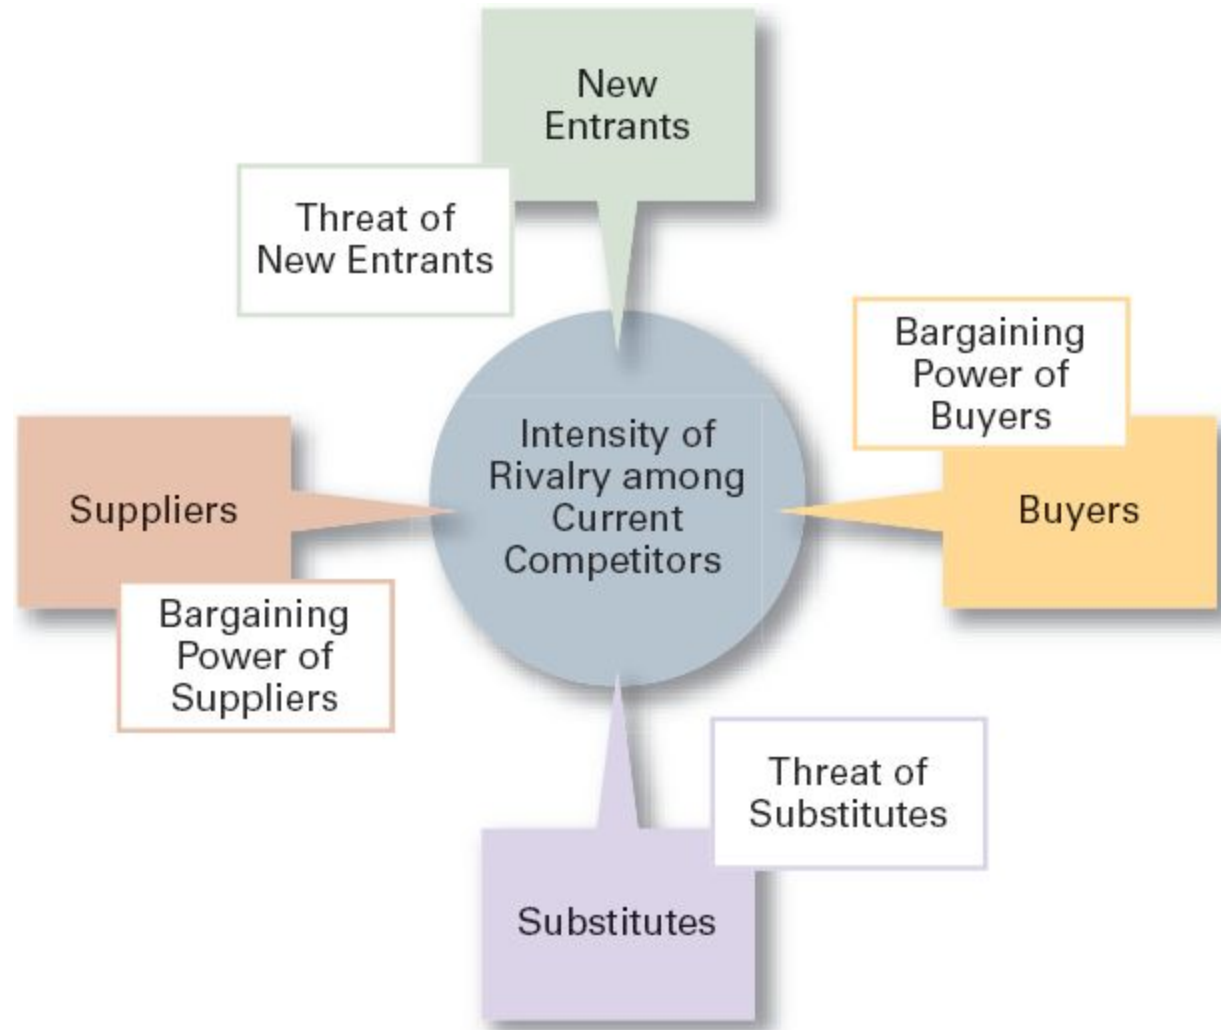 New
Entrants
Threat of
New Entrants
Bargaining
Power of
Buyers
Intensity of
Rivalry among
Current
Competitors
Suppliers
Buyers
Bargaining
Power of
Suppliers
Threat of
Substitutes
Substitutes